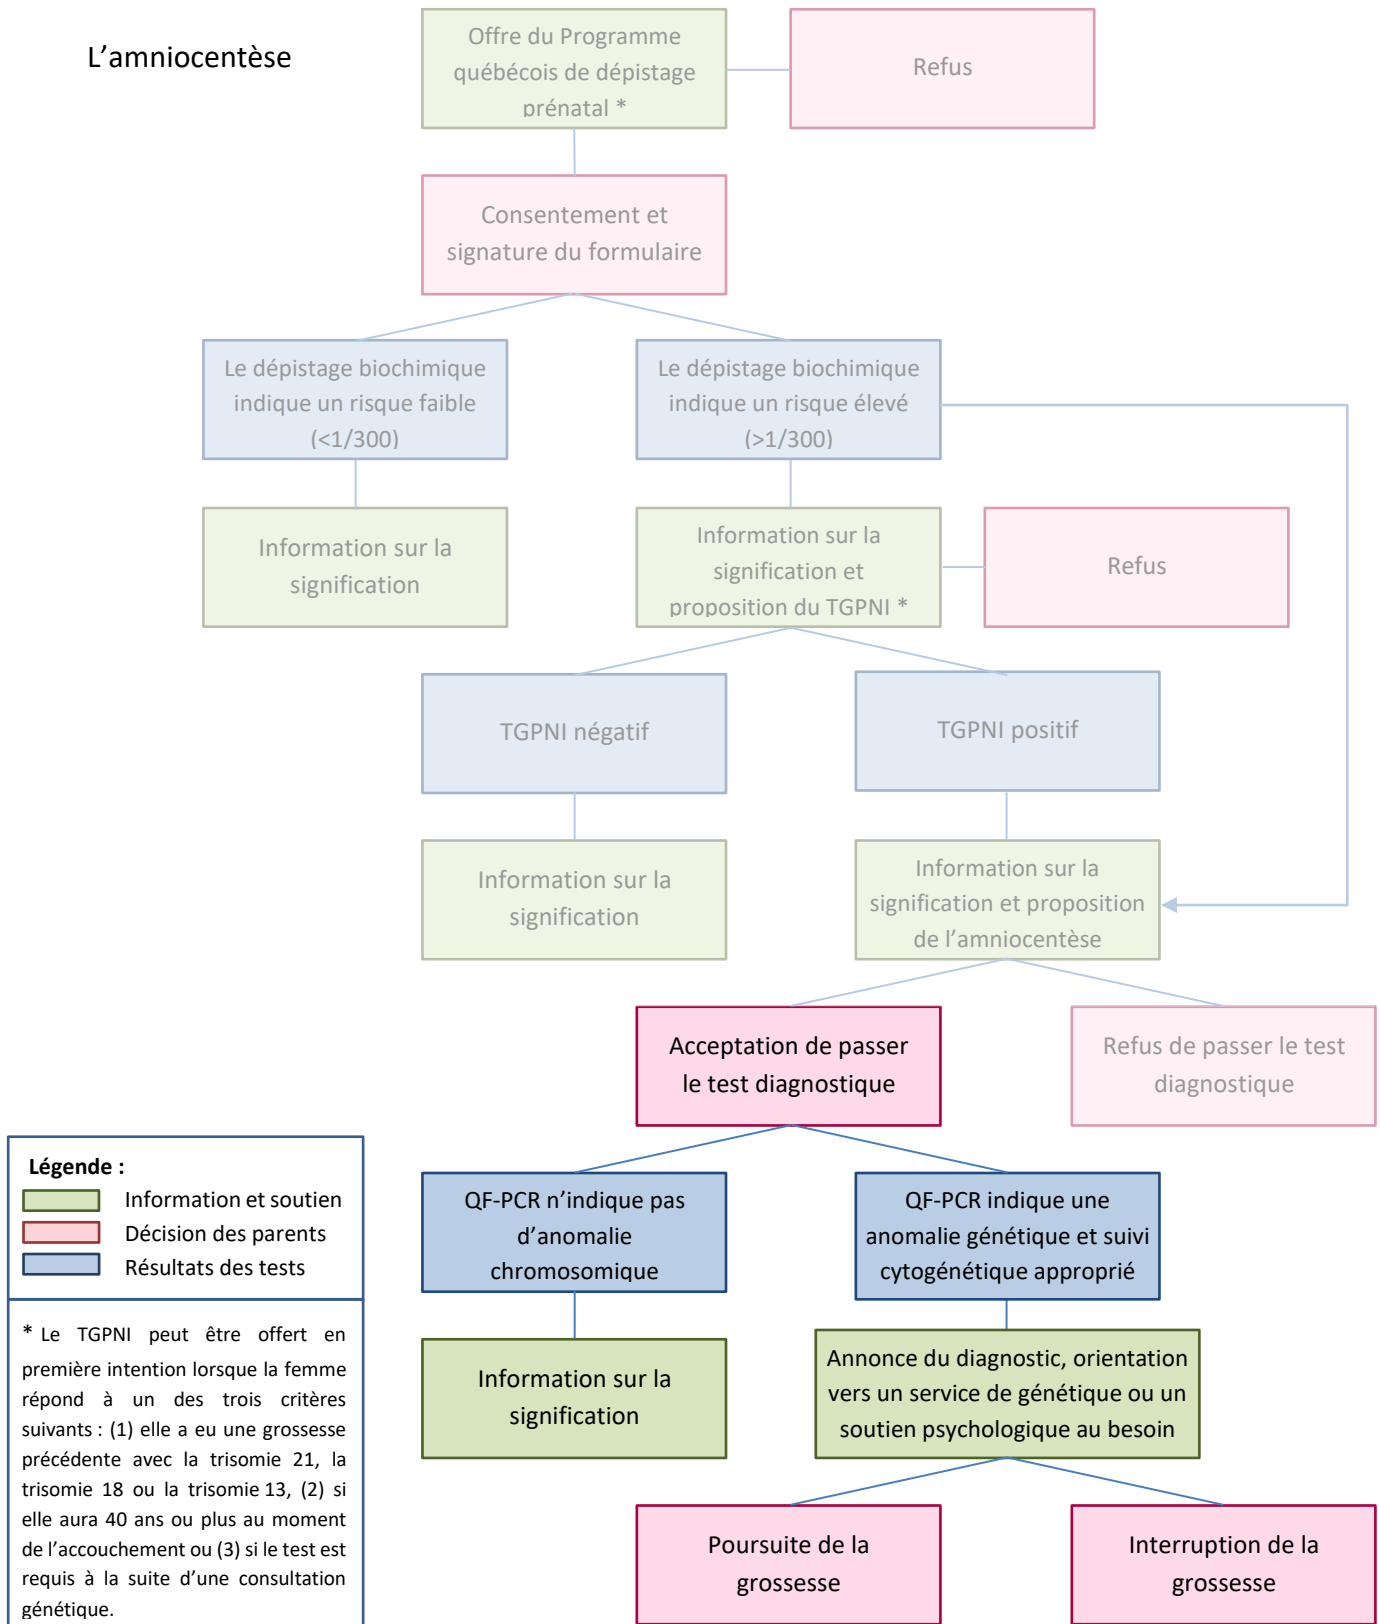 L'amniocentèse
Offre du Programme
québécois de dépistage
prénatal *
Refus
Consentement et
signature du formulaire
Le dépistage biochimique
indique un risque faible
(<1/300)
Le dépistage biochimique
indique un risque élevé
(>1/300)
Information sur la
signification
Information sur la
signification et
proposition du TGPNI *
Refus
TGPNI négatif
TGPNI positif
Information sur la
signification
Information sur la
signification et proposition
de l'amniocentèse
Acceptation de passer
le test diagnostique
Refus de passer le test
diagnostique
QF-PCR n'indique pas
d'anomalie
chromosomique
QF-PCR indique une
anomalie génétique et suivi
cytogénétique approprié
Information sur la
signification
Annonce du diagnostic, orientation
vers un service de génétique ou un
soutien psychologique au besoin
Poursuite de la
grossesse
Interruption de la
grossesse
Légende :
Information et soutien
Décision des parents
Résultats des tests
* Le TGPNI peut être offert en
première intention lorsque la femme
répond à un des trois critères
suivants : (1) elle a eu une grossesse
précédente avec la trisomie 21, la
trisomie 18 ou la trisomie 13, (2) si
elle aura 40 ans ou plus au moment
de l'accouchement ou (3) si le test est
requis à la suite d'une consultation
génétique.